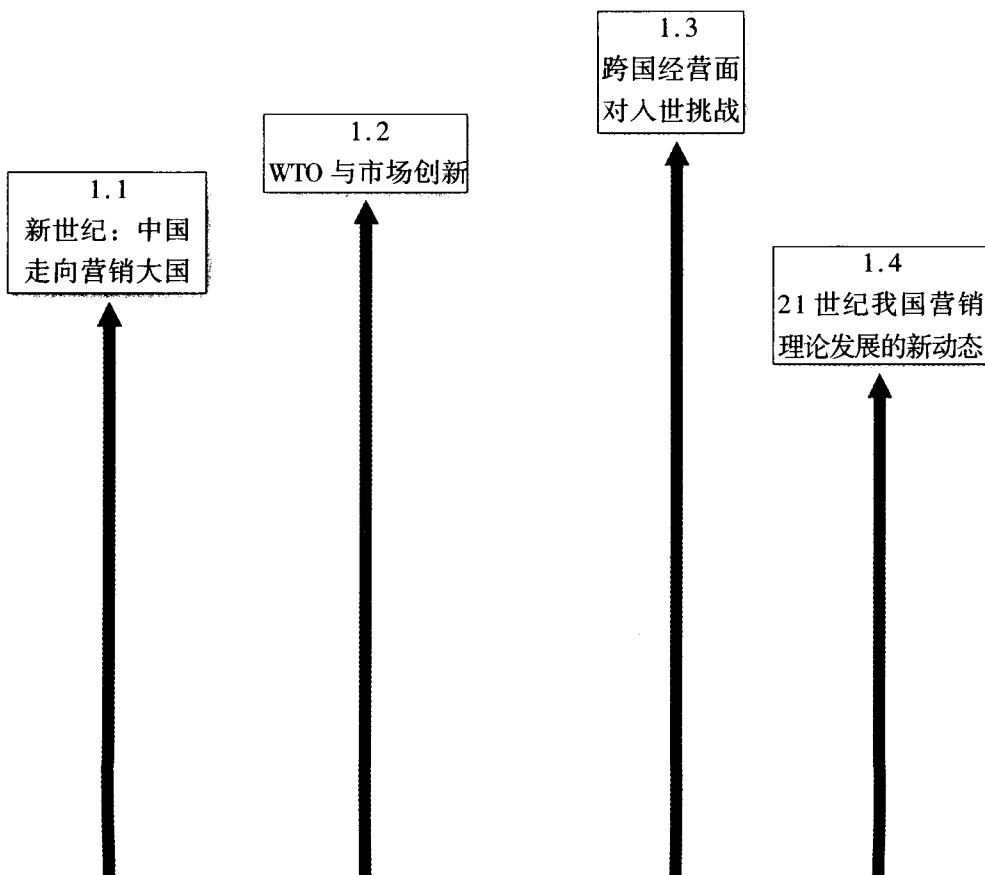 1.1
新世纪：中国
走向营销大国
1.2
WTO 与市场创新
1.3
跨国经营面
对入世挑战
1.4
21 世纪我国营销
理论发展的新动态